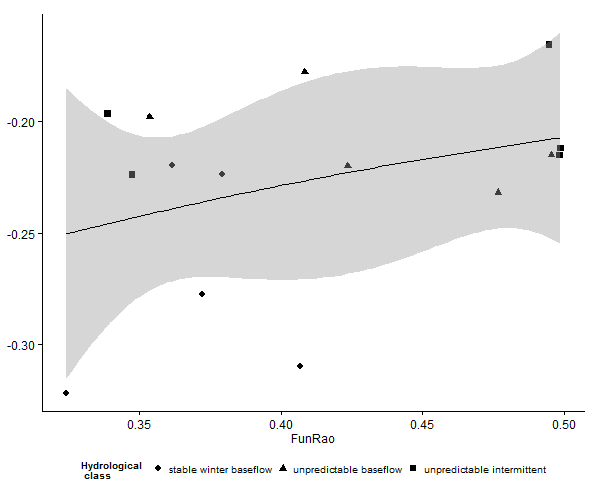 -0.20
-0.25
-0.30
0.35 0.40 0.45 0.50
FunRao
Hydrological
class
stable winter baseflow unpredictable baseflow unpredictable intermittent